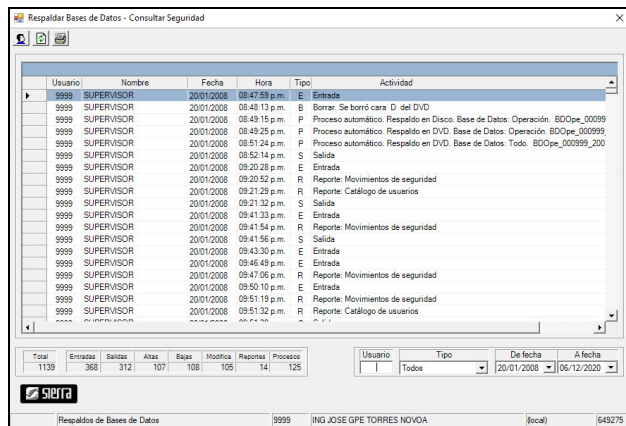 Respaldar Bases de Datos - Consultar Seguridad
Usuario Nombre Fecha Hora Tipo Actividad
9999 SUPERVISOR 20/01/2008 08:47:59 p.m. E Entrada
9999 SUPERVISOR 20/01/2008 08:48:13 p.m. B Borrar. Se borró cara D del DVD
9999 SUPERVISOR 20/01/2008 08:49:15 p.m. P Proceso automático. Respaldo en Disco. Base de Datos: Operación. BDOpe_00099
9999 SUPERVISOR 20/01/2008 08:49:25 p.m. P Proceso automático. Respaldo en DVD. Base de Datos: Operación. BDOpe_000999_
9999 SUPERVISOR 20/01/2008 08:51:24 p.m. P Proceso automático. Respaldo en DVD. Base de Datos: Todo. BDOpe_000999_200
9999 SUPERVISOR 20/01/2008 08:52:14 p.m. S Salida
9999 SUPERVISOR 20/01/2008 09:20:28 p.m. E Entrada
9999 SUPERVISOR 20/01/2008 09:20:52 p.m. R Reporte: Movimientos de seguridad
9999 SUPERVISOR 20/01/2008 09:21:29 p.m. R Reporte: Catálogo de usuarios
9999 SUPERVISOR 20/01/2008 09:21:32 p.m. S Salida
9999 SUPERVISOR 20/01/2008 09:41:33 p.m. E Entrada
9999 SUPERVISOR 20/01/2008 09:41:54 p.m. R Reporte: Movimientos de seguridad
9999 SUPERVISOR 20/01/2008 09:41:56 p.m. S Salida
9999 SUPERVISOR 20/01/2008 09:43:30 p.m. E Entrada
9999 SUPERVISOR 20/01/2008 09:46:49 p.m. E Entrada
9999 SUPERVISOR 20/01/2008 09:47:06 p.m. R Reporte: Movimientos de seguridad
9999 SUPERVISOR 20/01/2008 09:50:10 p.m. E Entrada
9999 SUPERVISOR 20/01/2008 09:51:19 p.m. R Reporte: Movimientos de seguridad
9999 SUPERVISOR 20/01/2008 09:51:32 p.m. R Reporte: Catálogo de usuarios
Total Entradas Salidas Altas Bajas Modifica Reportes Procesos Usuario Tipo De fecha A fecha
1139 368 312 107 108 105 14 125 Todos 20/01/2008 06/12/2020
sierra
Respaldos de Bases de Datos 9999 ING JOSE GPE TORRES NOVOA (local) 649275